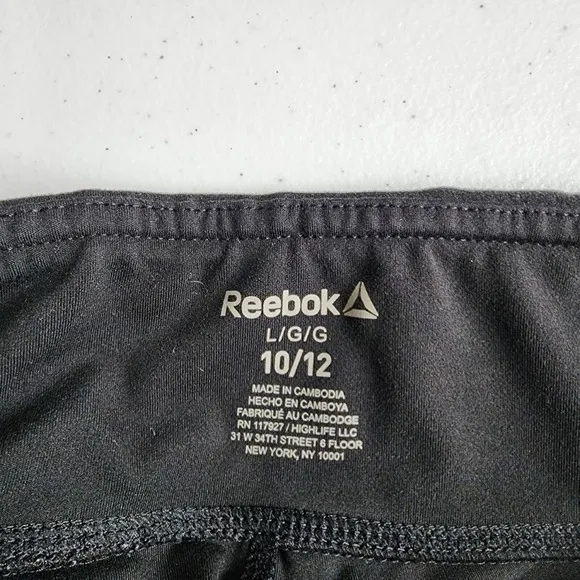 Reebok
L/G/G
10/12
MADE IN CAMBODIA
HECHO EN CAMBOYA
FABRIQUÉ AU CAMBODGE
RN 117927 / HIGHLIFE LLC
31 W 34TH STREET 6 FLOOR
NEW YORK, NY 10001